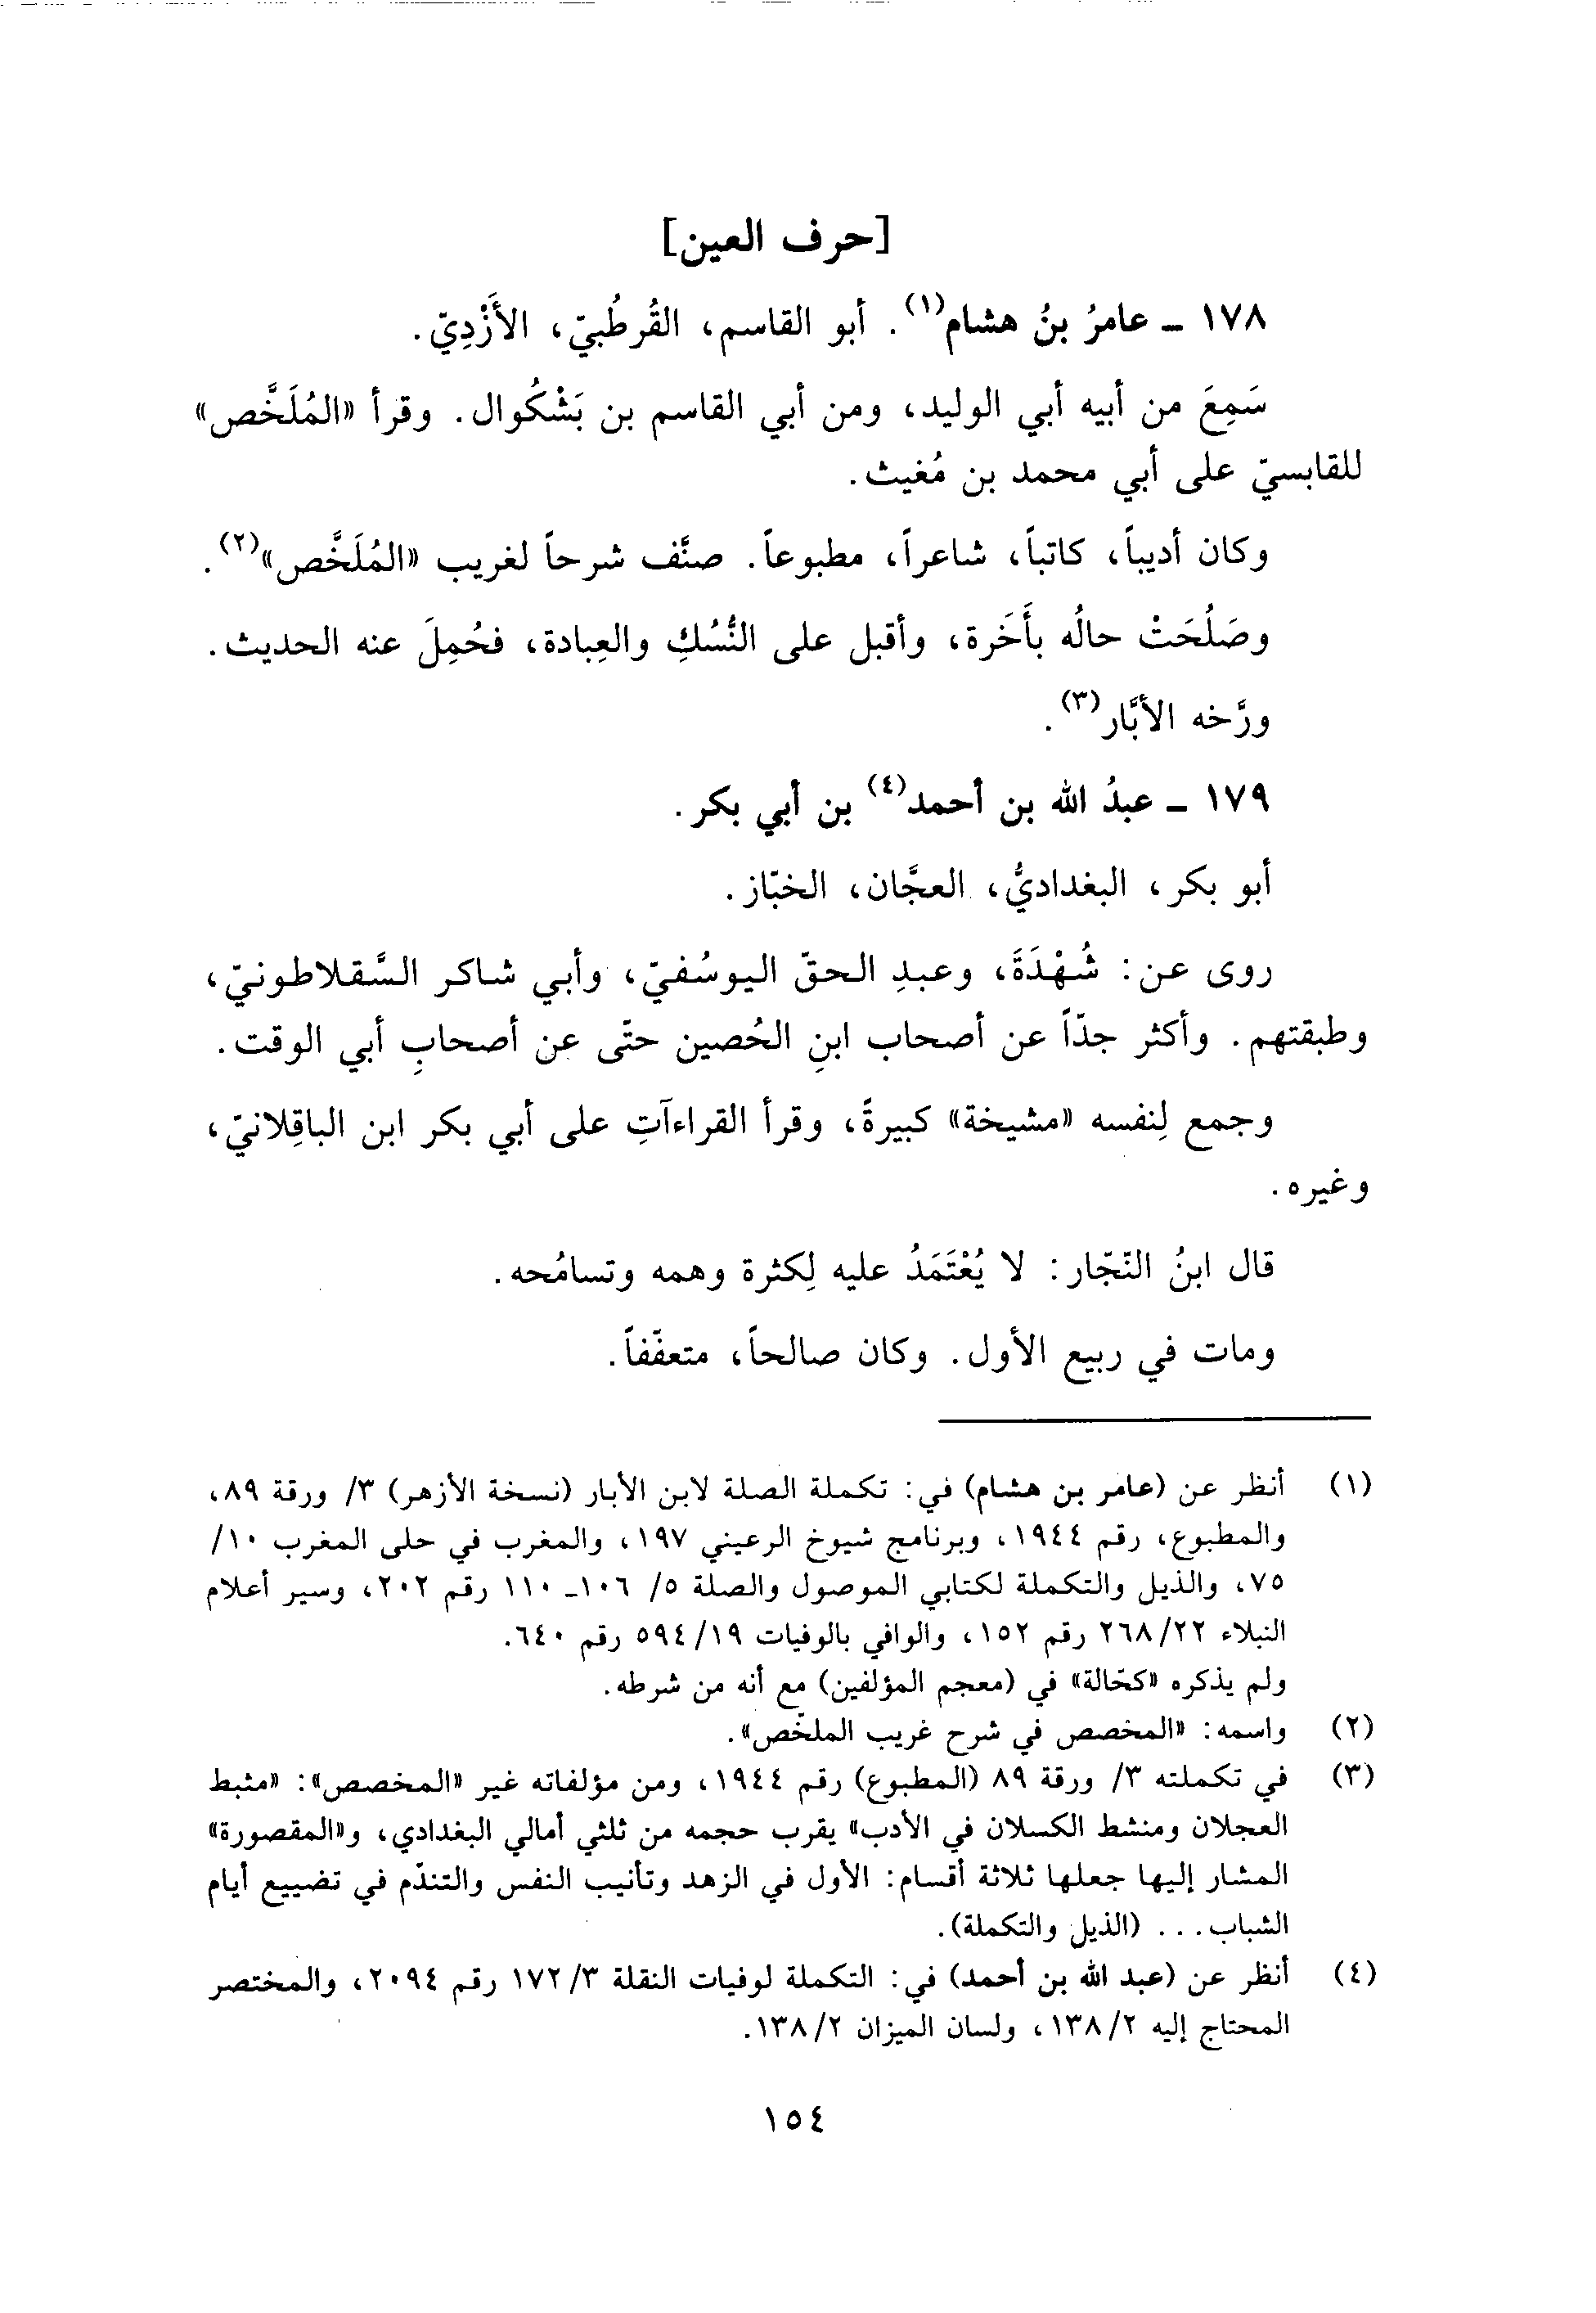 [حرف العين]
١٧٨ - عامرُ بنُ هشام(١). أبو القاسم، القُرطُبيّ، الأَزْدِيّ.
سَمِعَ من أبيه أبي الوليد، ومن أبي القاسم بن بَشْكُوال. وقرأ «المُلَخَّص»
للقابسيّ على أبي محمد بن مُغيث.
وكان أديباً، كاتباً، شاعراً، مطبوعاً. صنَّف شرحاً لغريب «المُلَخَّص»(٢).
وصَلُحَتْ حالُه بأَخَرة، وأقبل على النُّسُكِ والعِبادة، فحُمِلَ عنه الحديث.
ورَّخه الأبَّار(٣).
١٧٩ - عبدُ الله بن أحمد(٤) بن أبي بكر.
أبو بكر، البغداديُّ، العجَّان، الخبّاز.
روى عن: شُهْدَةَ، وعبدِ الحقّ اليوسُفيّ، وأبي شاكر السَّقلاطونيّ،
وطبقتهم. وأكثر جدّاً عن أصحاب ابنِ الحُصين حتّى عن أصحابِ أبي الوقت.
وجمع لِنفسه «مشيخة» كبيرةً، وقرأ القراءآتِ على أبي بكر ابن الباقِلانيّ،
وغيره.
قال ابنُ النّجّار: لا يُعْتَمَدُ عليه لِكثرة وهمه وتسامُحه.
ومات في ربيع الأول. وكان صالحاً، متعفّفاً.
(١) أنظر عن (عامر بن هشام) في: تكملة الصلة لابن الأبار (نسخة الأزهر) ٣/ ورقة ٨٩،
والمطبوع، رقم ١٩٤٤، وبرنامج شيوخ الرعيني ١٩٧، والمغرب في حلى المغرب ١٠/
٧٥، والذيل والتكملة لكتابي الموصول والصلة ٥/ ١٠٦- ١١٠ رقم ٢٠٢، وسير أعلام
النبلاء ٢٦٨/٢٢ رقم ١٥٢، والوافي بالوفيات ٥٩٤/١٩ رقم ٦٤٠.
ولم يذكره «كحّالة» في (معجم المؤلفين) مع أنه من شرطه.
(٢) واسمه: «المخصص في شرح غريب الملخّص».
(٣) في تكملته ٣/ ورقة ٨٩ (المطبوع) رقم ١٩٤٤، ومن مؤلفاته غير «المخصص»: «مثبط
العجلان ومنشط الكسلان في الأدب» يقرب حجمه من ثلثي أمالي البغدادي، و«المقصورة»
المشار إليها جعلها ثلاثة أقسام: الأول في الزهد وتأنيب النفس والتندّم في تضييع أيام
الشباب... (الذيل والتكملة).
(٤) أنظر عن (عبد الله بن أحمد) في: التكملة لوفيات النقلة ١٧٢/٣ رقم ٢٠٩٤، والمختصر
المحتاج إليه ١٣٨/٢، ولسان الميزان ١٣٨/٢.
١٥٤